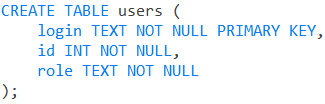 CREATE TABLE users (
    login TEXT NOT NULL PRIMARY KEY,
    id INT NOT NULL,
    role TEXT NOT NULL
);